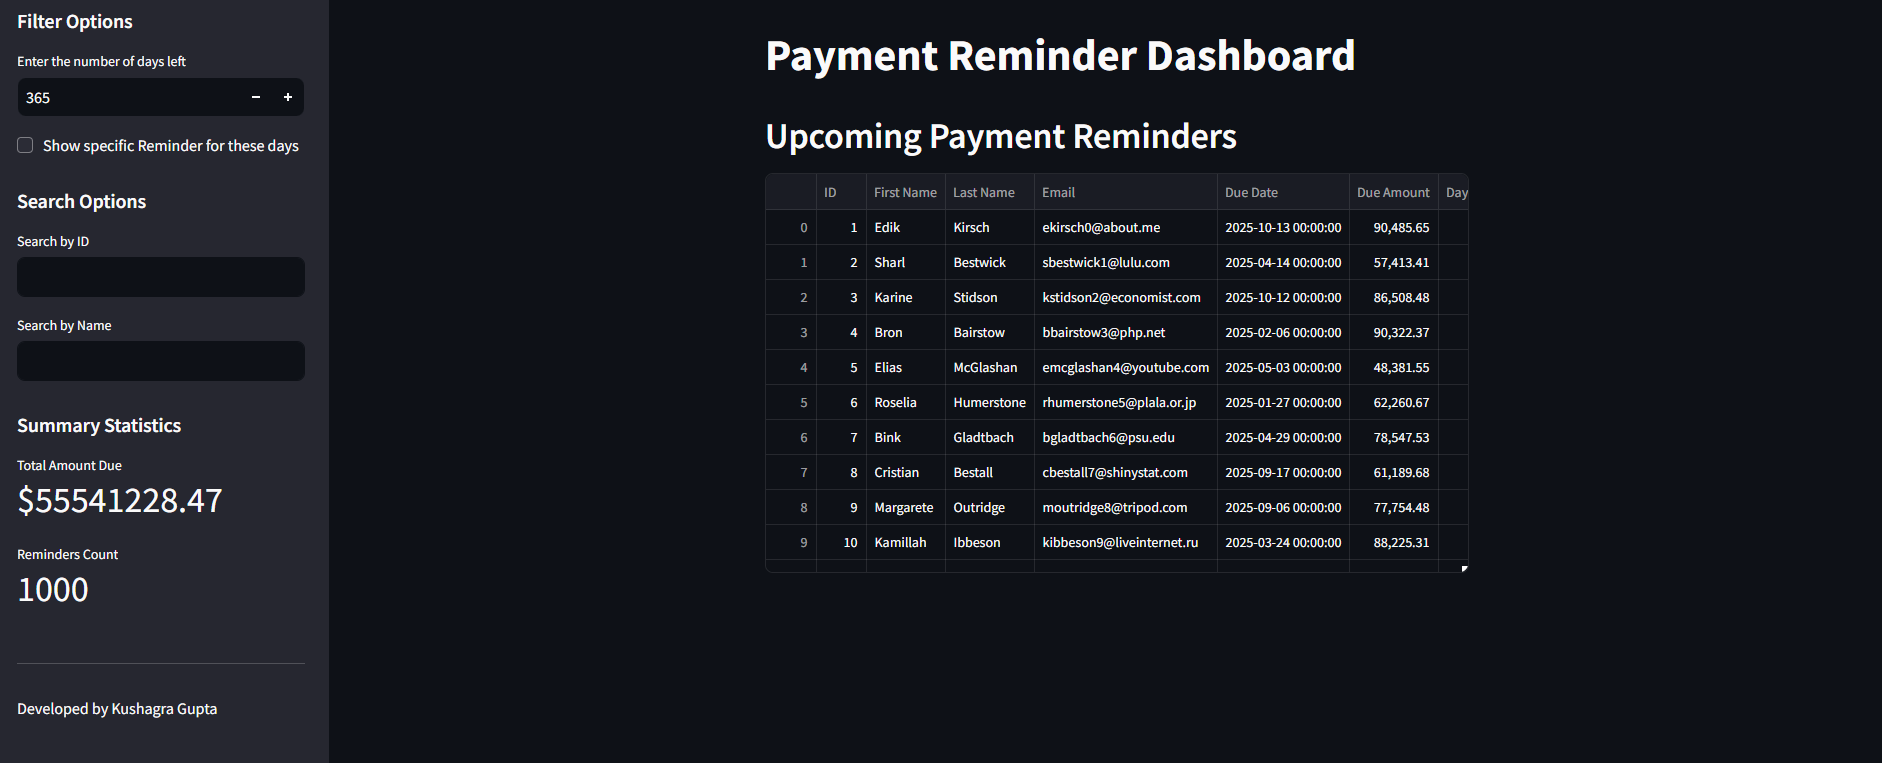 Filter Options
Enter the number of days left
365
Show specific Reminder for these days
Search Options
Search by ID
Search by Name
Summary Statistics
Total Amount Due
$55541228.47
Reminders Count
1000
Developed by Kushagra Gupta
Payment Reminder Dashboard
Upcoming Payment Reminders
ID First Name Last Name Email Due Date Due Amount Day
0 1 Edik Kirsch ekirsch0@about.me 2025-10-13 00:00:00 90,485.65
1 2 Sharl Bestwick sbestwick1@lulu.com 2025-04-14 00:00:00 57,413.41
2 3 Karine Stidson kstidson2@economist.com 2025-10-12 00:00:00 86,508.48
3 4 Bron Bairstow bbairstow3@php.net 2025-02-06 00:00:00 90,322.37
4 5 Elias McGlashan emcglashan4@youtube.com 2025-05-03 00:00:00 48,381.55
5 6 Roselia Humerstone rhumerstone5@plala.or.jp 2025-01-27 00:00:00 62,260.67
6 7 Bink Gladtbach bgladtbach6@psu.edu 2025-04-29 00:00:00 78,547.53
7 8 Cristian Bestall cbestall7@shinystat.com 2025-09-17 00:00:00 61,189.68
8 9 Margarete Outridge moutridge8@tripod.com 2025-09-06 00:00:00 77,754.48
9 10 Kamillah Ibbeson kibbeson9@liveinternet.ru 2025-03-24 00:00:00 88,225.31